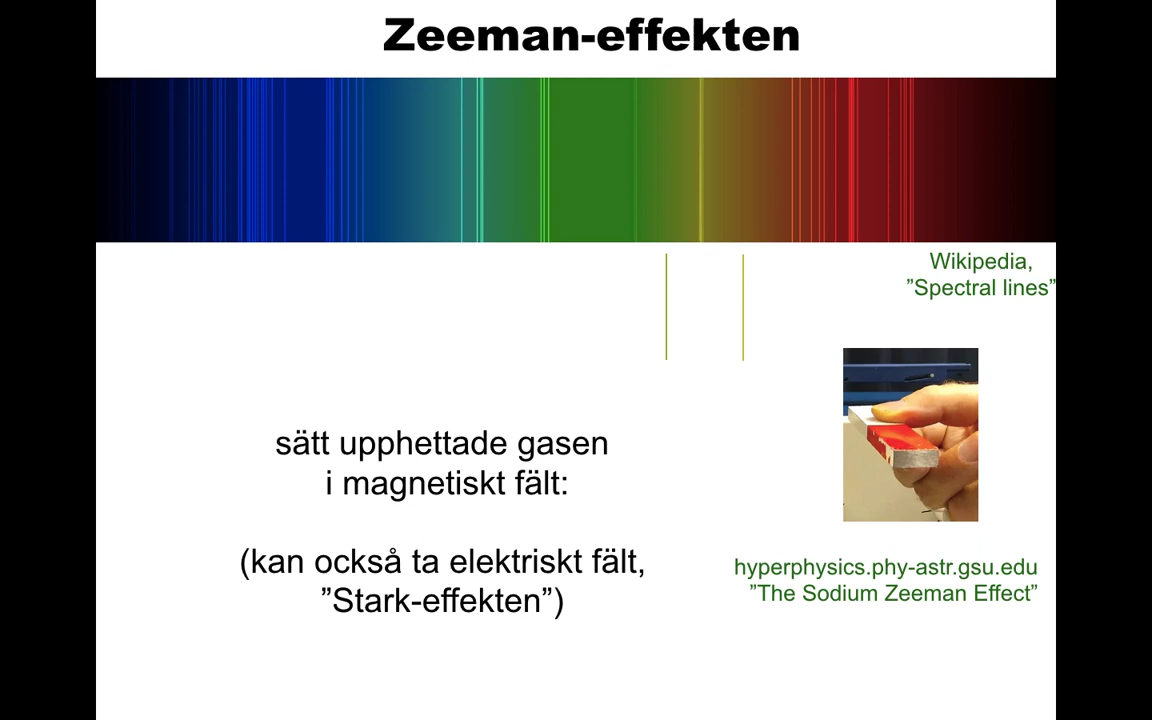 Zeeman-effekten
Wikipedia,
”Spectral lines”
sätt upphettade gasen
i magnetiskt fält:
(kan också ta elektriskt fält,
”Stark-effekten”)
hyperphysics.phy-astr.gsu.edu
”The Sodium Zeeman Effect”